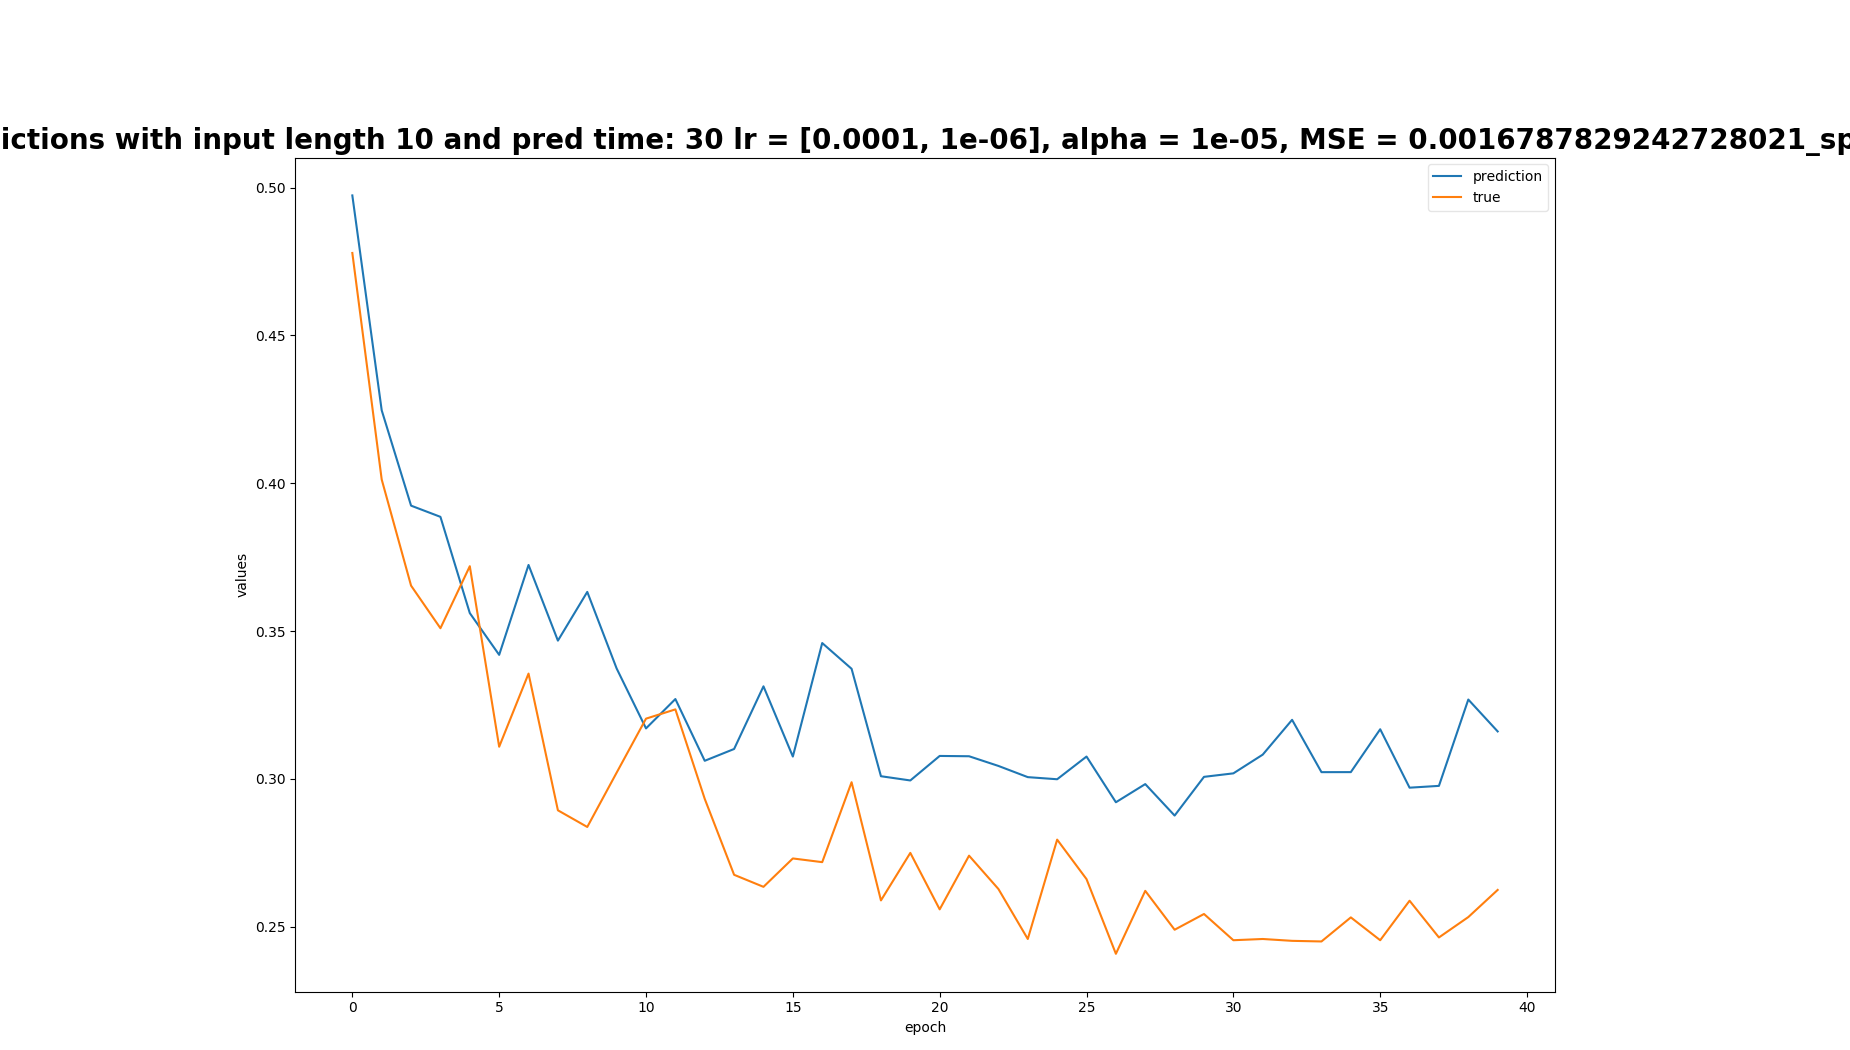 ictions with input length 10 and pred time: 30 lr = [0.0001, 1e-06], alpha = 1e-05, MSE = 0.0016787829242728021_sp
prediction
true
0.50
0.45
0.40
0.35
0.30
0.25
values
0 5 10 15 20 25 30 35 40
epoch